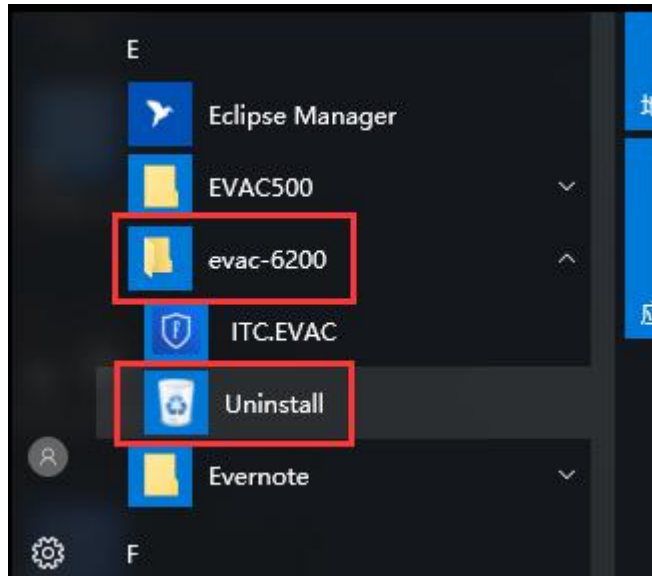 E
Eclipse Manager
EVAC500
evac-6200
ITC.EVAC
Uninstall
Evernote
F